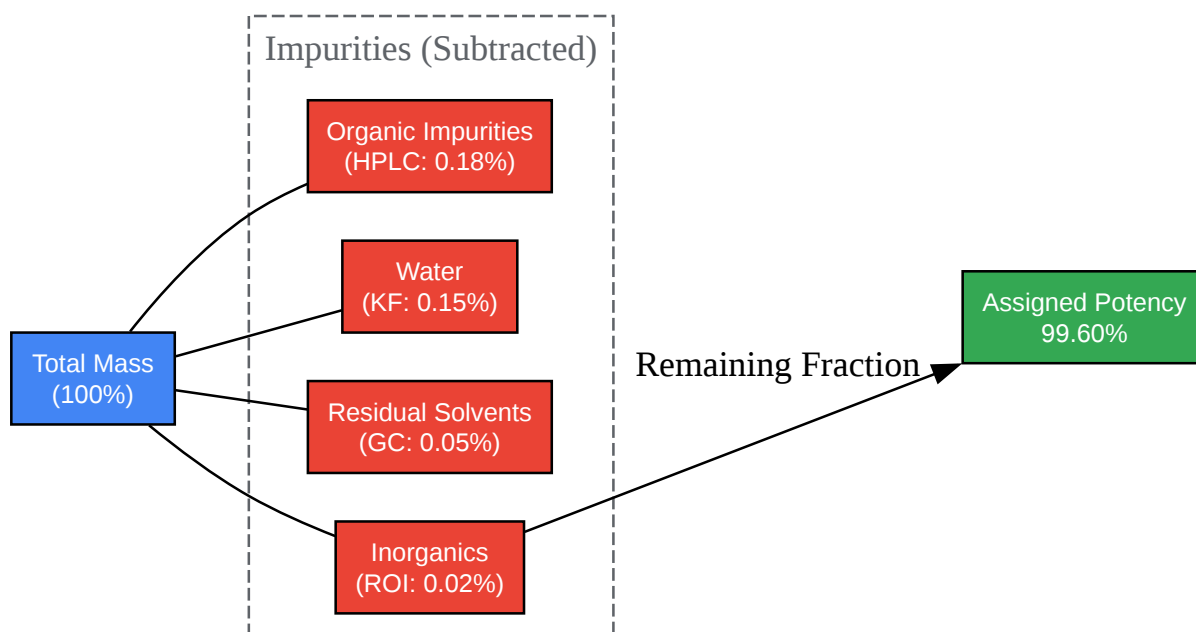 Impurities (Subtracted)
Organic Impurities
(HPLC: 0.18%)
Water
(KF: 0.15%)
Total Mass
(100%)
Residual Solvents
(GC: 0.05%)
Inorganics
(ROI: 0.02%)
Remaining Fraction
Assigned Potency
99.60%